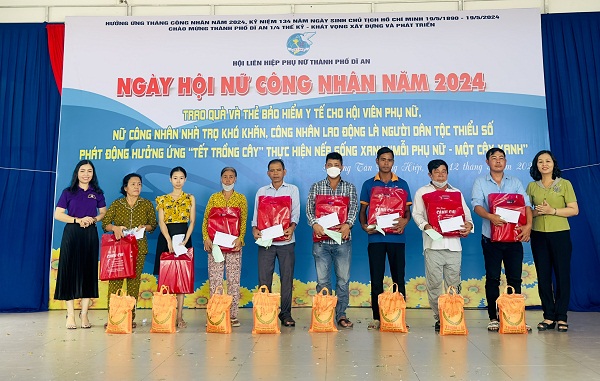 HƯỞNG ỨNG THÁNG CÔNG NHÂN NĂM 2024, KỶ NIỆM 134 NĂM NGÀY SINH CHỦ TỊCH HỒ CHÍ MINH 19/5/1890 - 19/5/2024
CHÀO MỪNG THÀNH PHỐ DĨ AN 1/4 THẾ KỶ - KHÁT VỌNG XÂY DỰNG VÀ PHÁT TRIỂN
HỘI LIÊN HIỆP PHỤ NỮ THÀNH PHỐ DĨ AN
NGÀY HỘI NỮ CÔNG NHÂN NĂM 2024
TRAO QUÀ VÀ THẺ BẢO HIỂM Y TẾ CHO HỘI VIÊN PHỤ NỮ,
NỮ CÔNG NHÂN NHÀ TRỌ KHÓ KHĂN, CÔNG NHÂN LAO ĐỘNG LÀ NGƯỜI DÂN TỘC THIỂU SỐ
PHÁT ĐỘNG HƯỞNG ỨNG "TẾT TRỒNG CÂY" THỰC HIỆN NẾP SỐNG XANH "MỖI PHỤ NỮ - MỘT CÂY XANH"
Tân Hiệp, 12 tháng